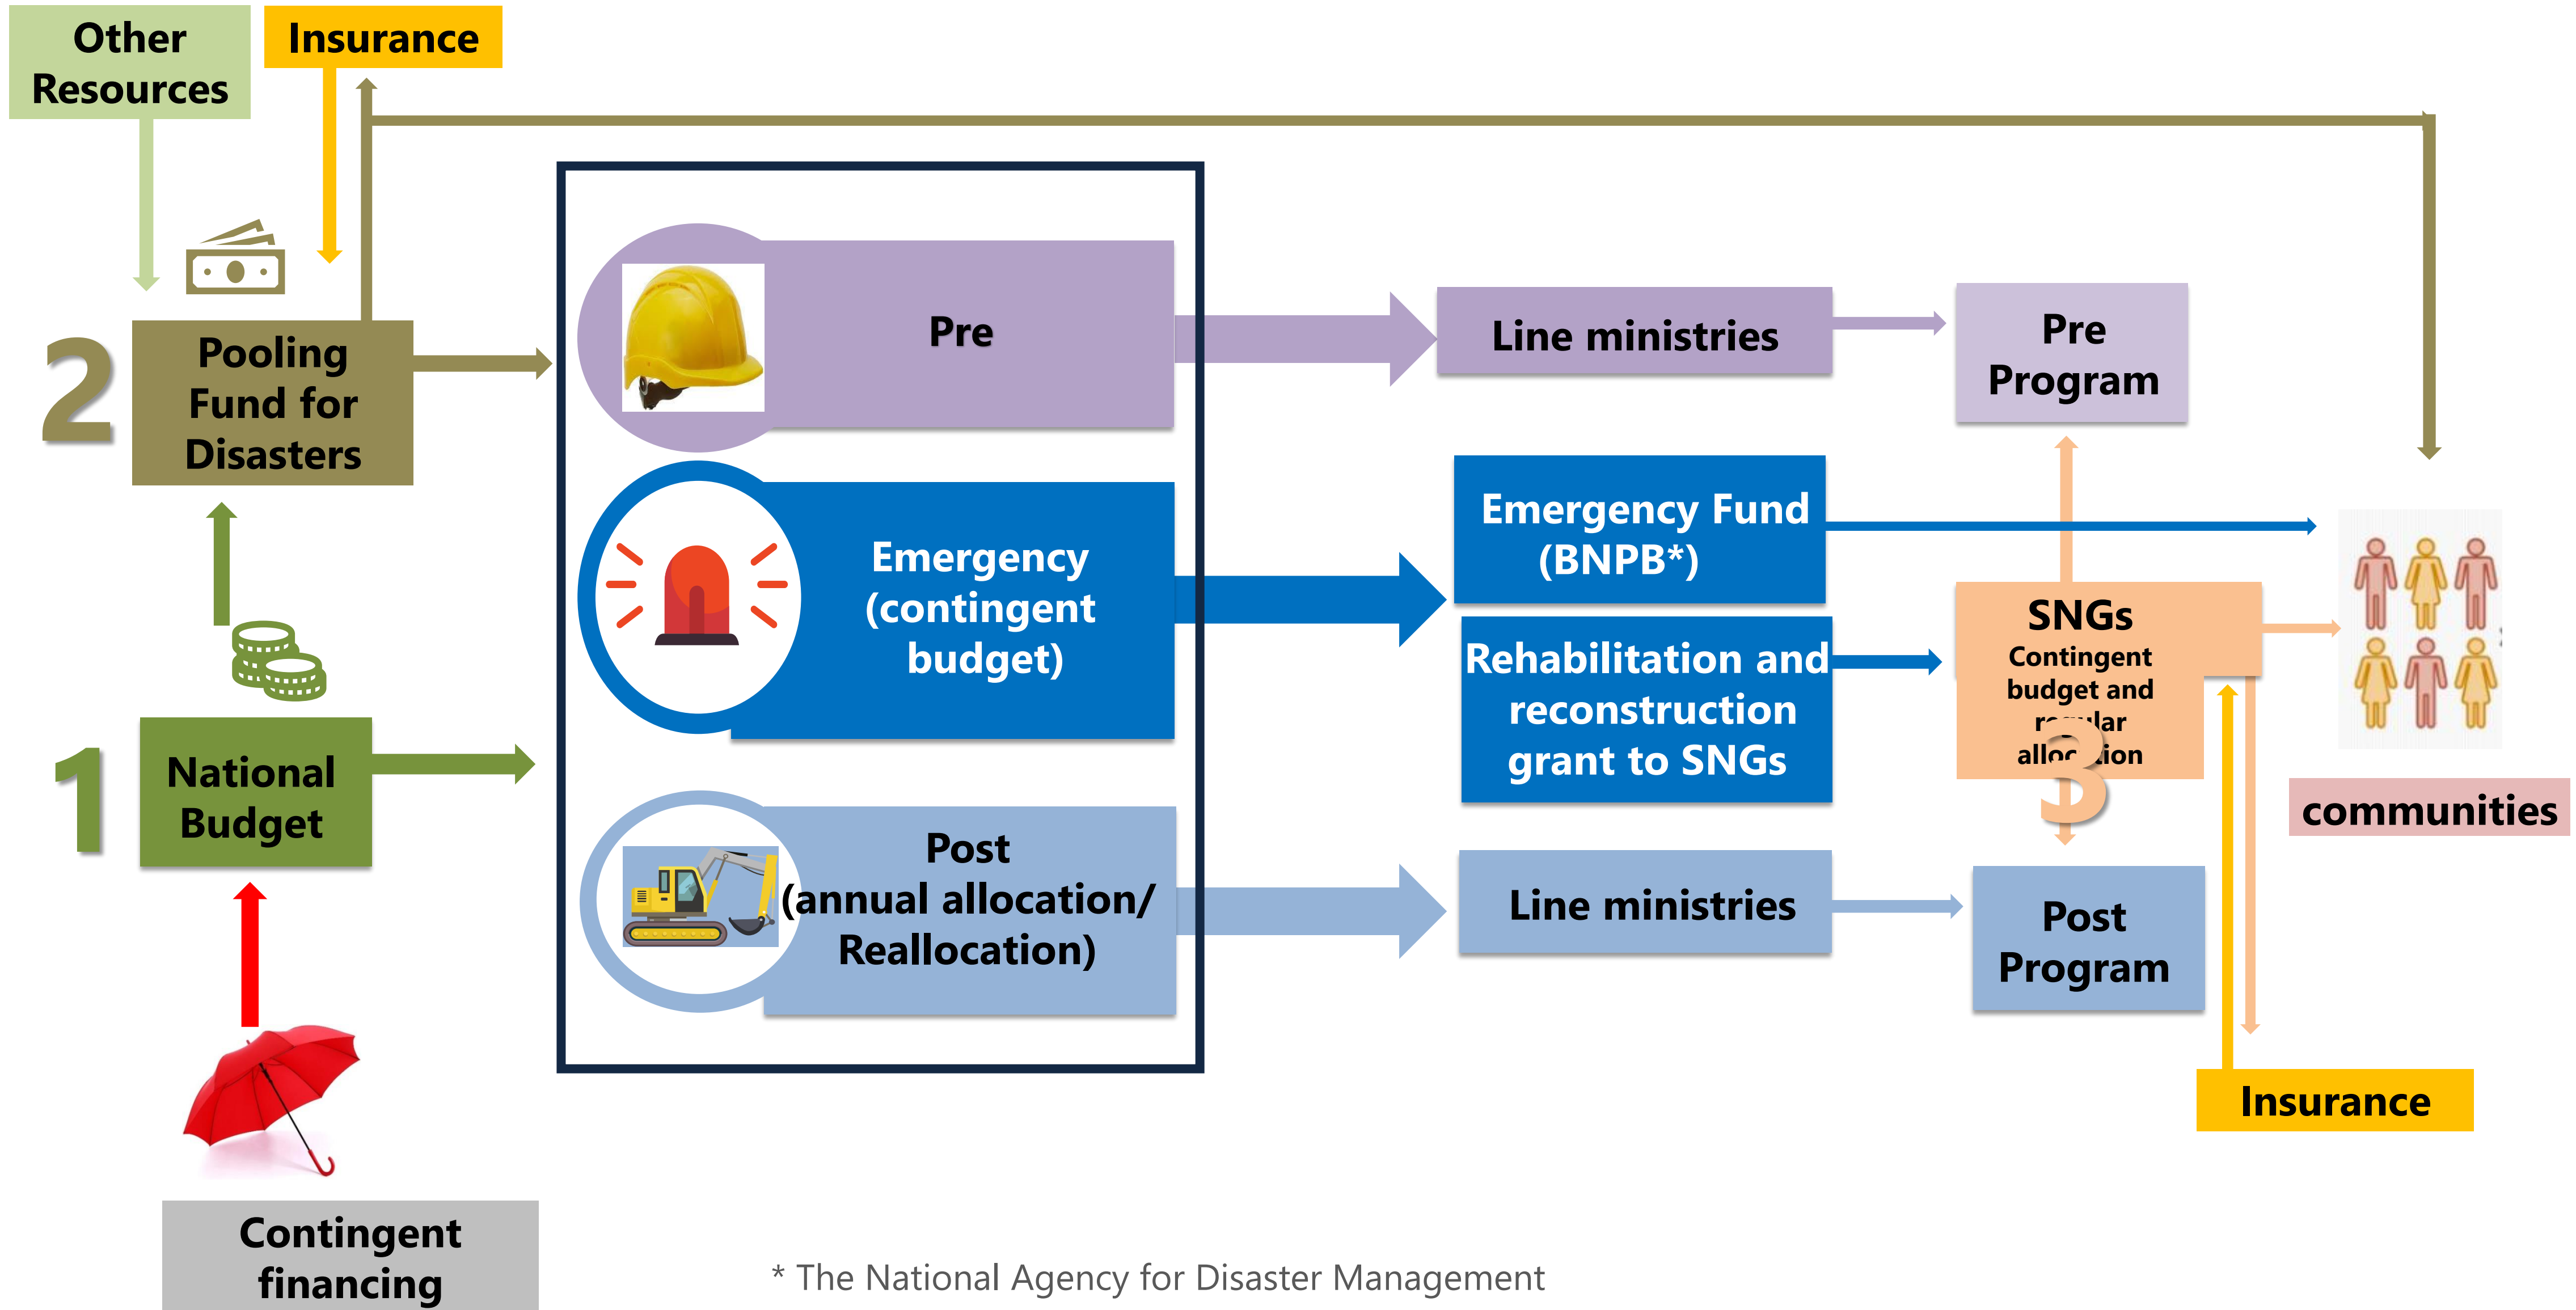 Other
Resources
Insurance
2
Pooling
Fund for
Disasters
1
National
Budget
Contingent
financing
Pre
Emergency
(contingent
budget)
Post
(annual allocation/
Reallocation)
Line ministries
Pre
Program
Emergency Fund
(BNPB*)
Rehabilitation and
reconstruction
grant to SNGs
SNGs
Contingent
budget and
regular
allocation
3
communities
Line ministries
Post
Program
Insurance
* The National Agency for Disaster Management